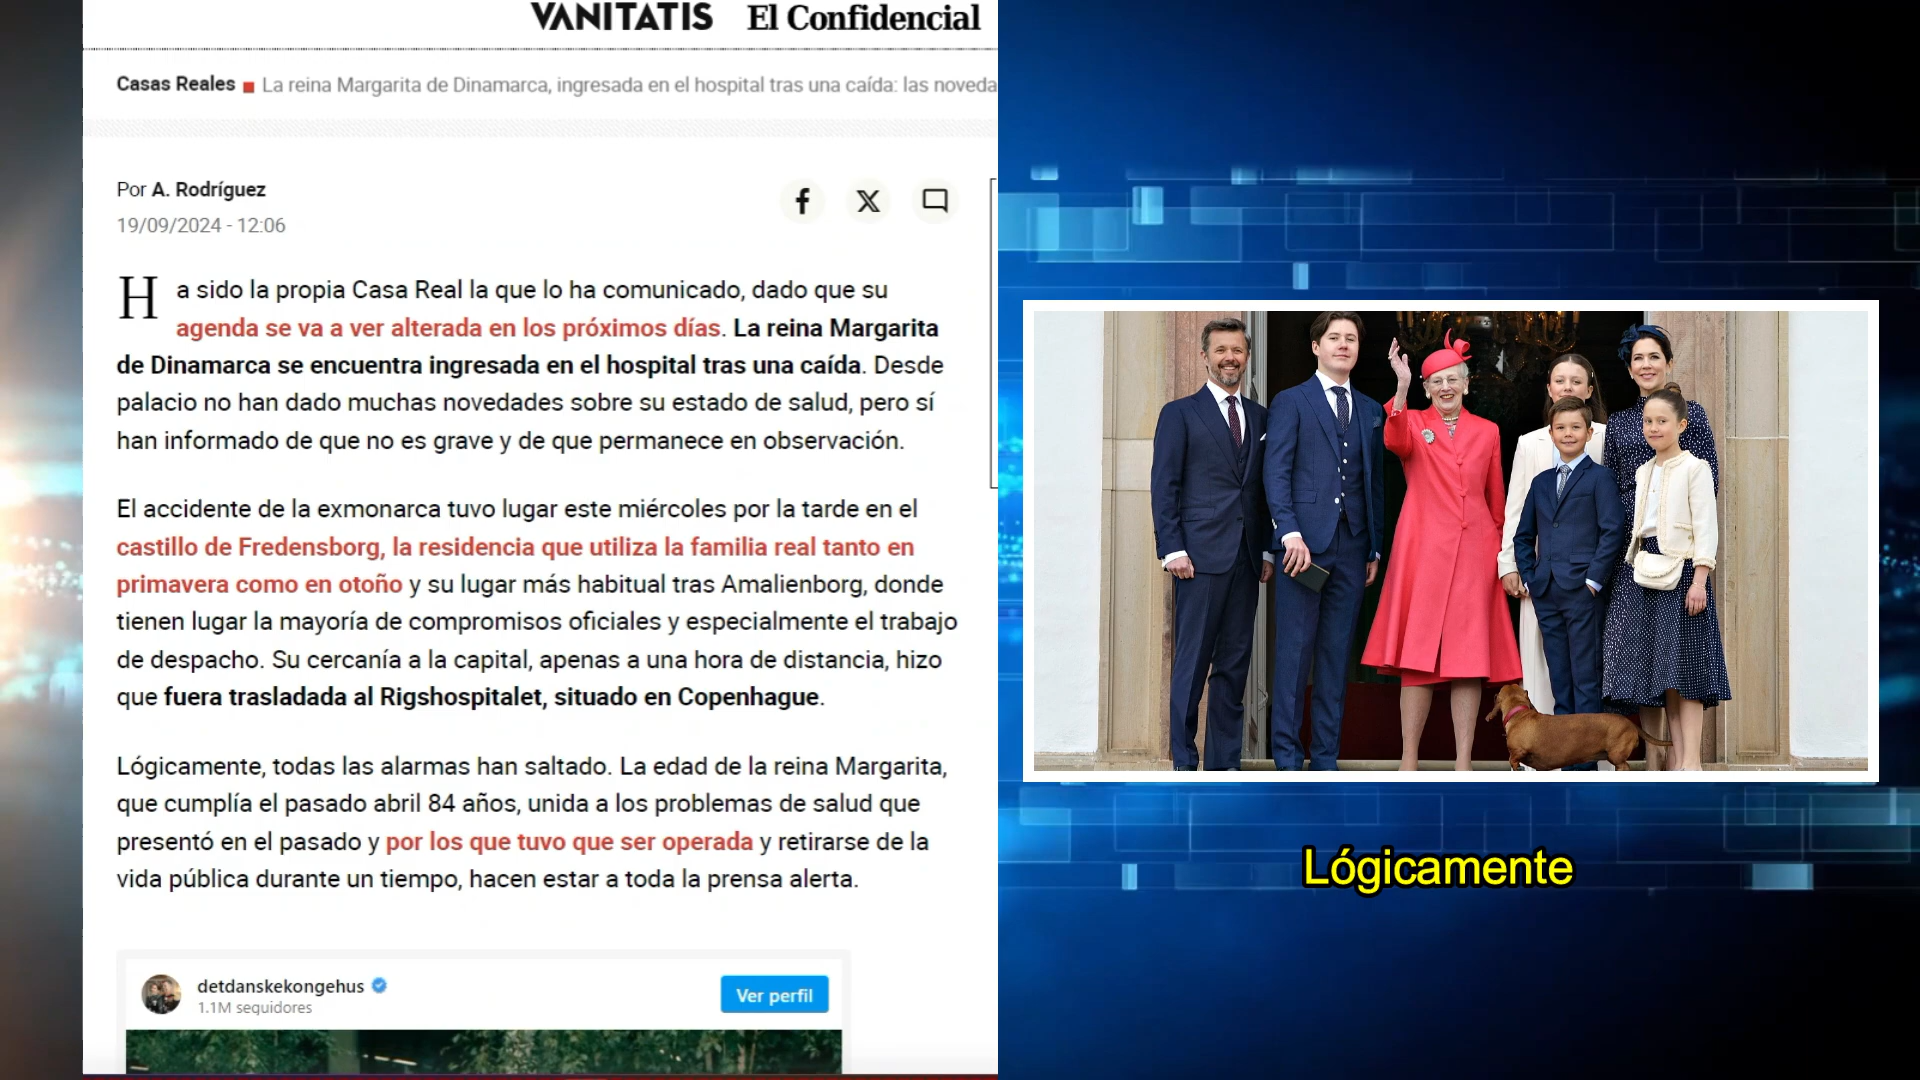 VANITATIS El Confidencial
Casas Reales La reina Margarita de Dinamarca, ingresada en el hospital tras una caída: las noveda
Por A. Rodríguez
19/09/2024 - 12:06
Ha sido la propia Casa Real la que lo ha comunicado, dado que su
agenda se va a ver alterada en los próximos días. La reina Margarita
de Dinamarca se encuentra ingresada en el hospital tras una caída. Desde
palacio no han dado muchas novedades sobre su estado de salud, pero sí
han informado de que no es grave y de que permanece en observación.
El accidente de la exmonarca tuvo lugar este miércoles por la tarde en el
castillo de Fredensborg, la residencia que utiliza la familia real tanto en
primavera como en otoño y su lugar más habitual tras Amalienborg, donde
tienen lugar la mayoría de compromisos oficiales y especialmente el trabajo
de despacho. Su cercanía a la capital, apenas a una hora de distancia, hizo
que fuera trasladada al Rigshospitalet, situado en Copenhague.
Lógicamente, todas las alarmas han saltado. La edad de la reina Margarita,
que cumplía el pasado abril 84 años, unida a los problemas de salud que
presentó en el pasado y por los que tuvo que ser operada y retirarse de la
vida pública durante un tiempo, hacen estar a toda la prensa alerta.
detdanskekongehus
1.1M seguidores
Ver perfil
Lógicamente